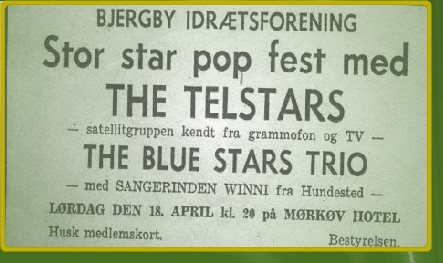 BJERGBY IDRÆTSFORENING
Stor star pop fest med
THE TELSTARS
— satellitgruppen kendt fra grammofon og TV —
THE BLUE STARS TRIO
— med SANGERINDEN WINNI fra Hundested —
LØRDAG DEN 18. APRIL kl. 20 på MØRKØV HOTEL
Husk medlemskort. Bestyrelsen.